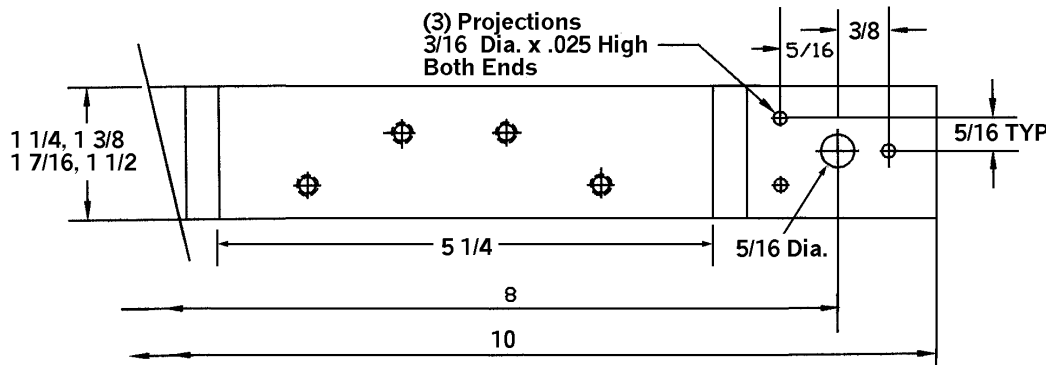 (3) Projections
3/16 Dia. x .025 High
Both Ends
5/16
3/8
1 1/4, 1 3/8
1 7/16, 1 1/2
5/16 TYP
5 1/4
5/16 Dia.
8
10